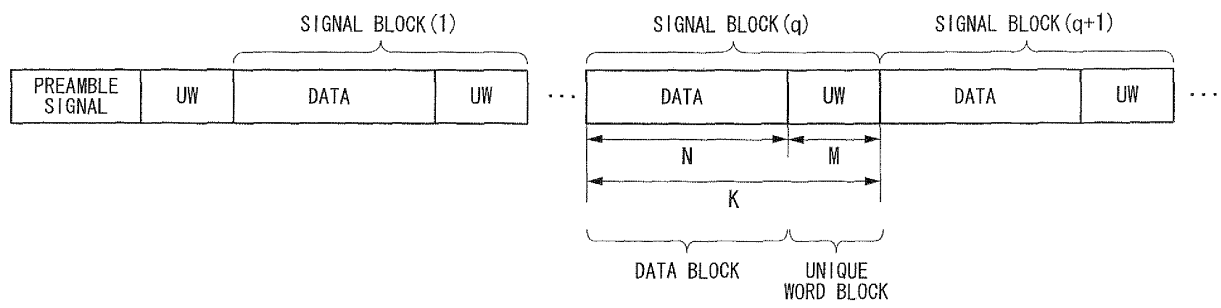 SIGNAL BLOCK(1)
SIGNAL BLOCK(q)
SIGNAL BLOCK(q+1)
PREAMBLE
SIGNAL
UW
DATA
UW
...
DATA
UW
DATA
UW
...
N
M
K
DATA BLOCK
UNIQUE
WORD BLOCK